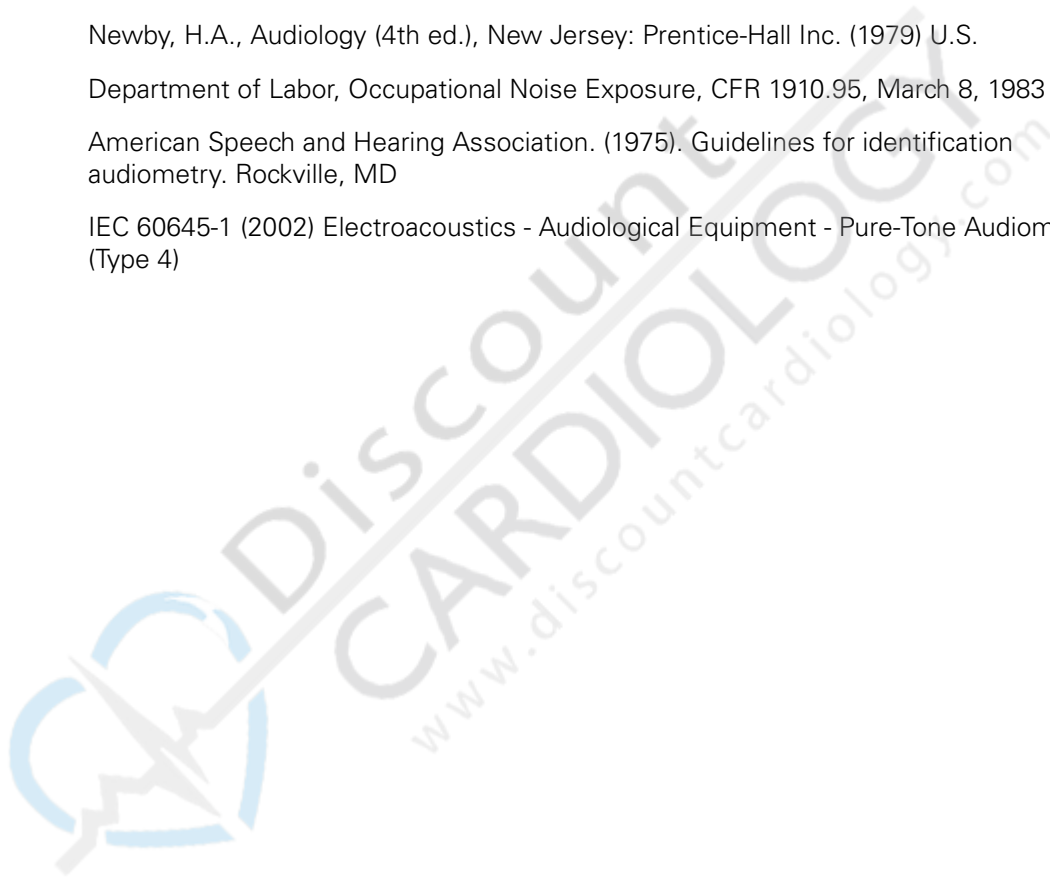 Newby, H.A., Audiology (4th ed.), New Jersey: Prentice-Hall Inc. (1979) U.S.
Department of Labor, Occupational Noise Exposure, CFR 1910.95, March 8, 1983
American Speech and Hearing Association. (1975). Guidelines for identification
audiometry. Rockville, MD
IEC 60645-1 (2002) Electroacoustics - Audiological Equipment - Pure-Tone Audiom
(Type 4)
Discount
CARDIOLOGY
www.discountcardiology.com